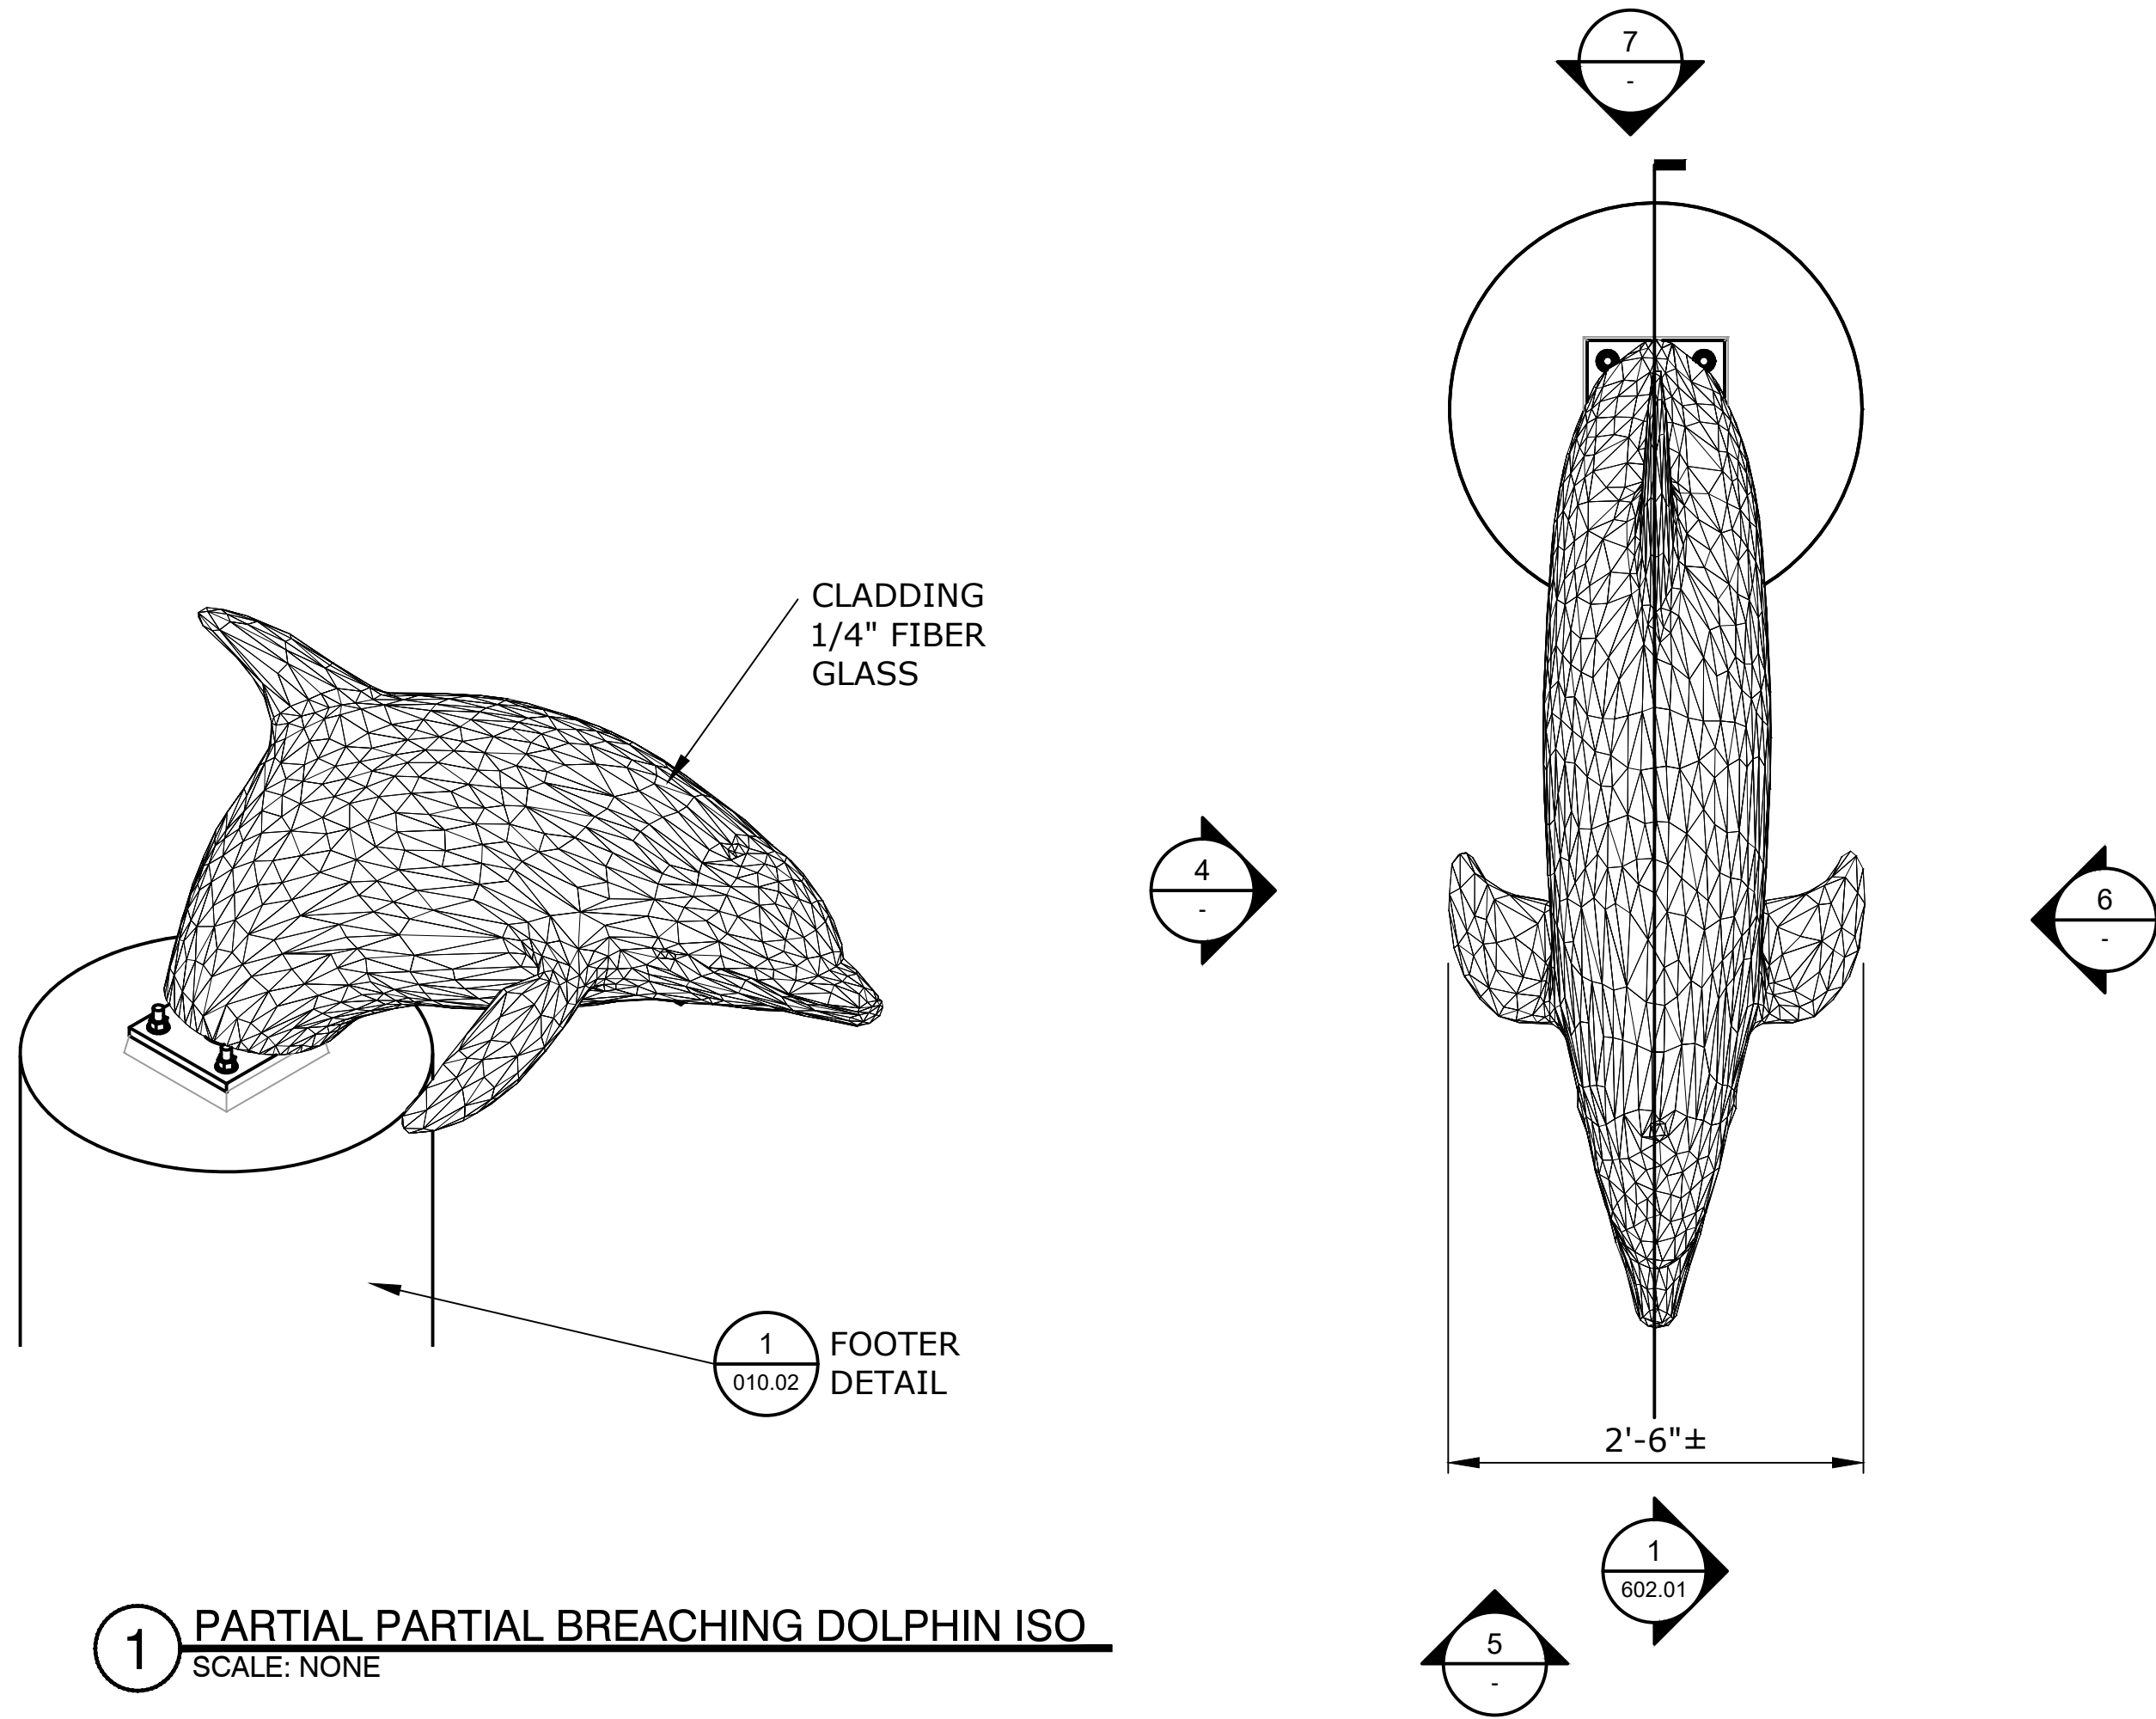 7
-
CLADDING
1/4" FIBER
GLASS
4
-
6
-
1
010.02
FOOTER
DETAIL
2'-6"±
1
602.01
5
-
1
PARTIAL PARTIAL BREACHING DOLPHIN ISO
SCALE: NONE